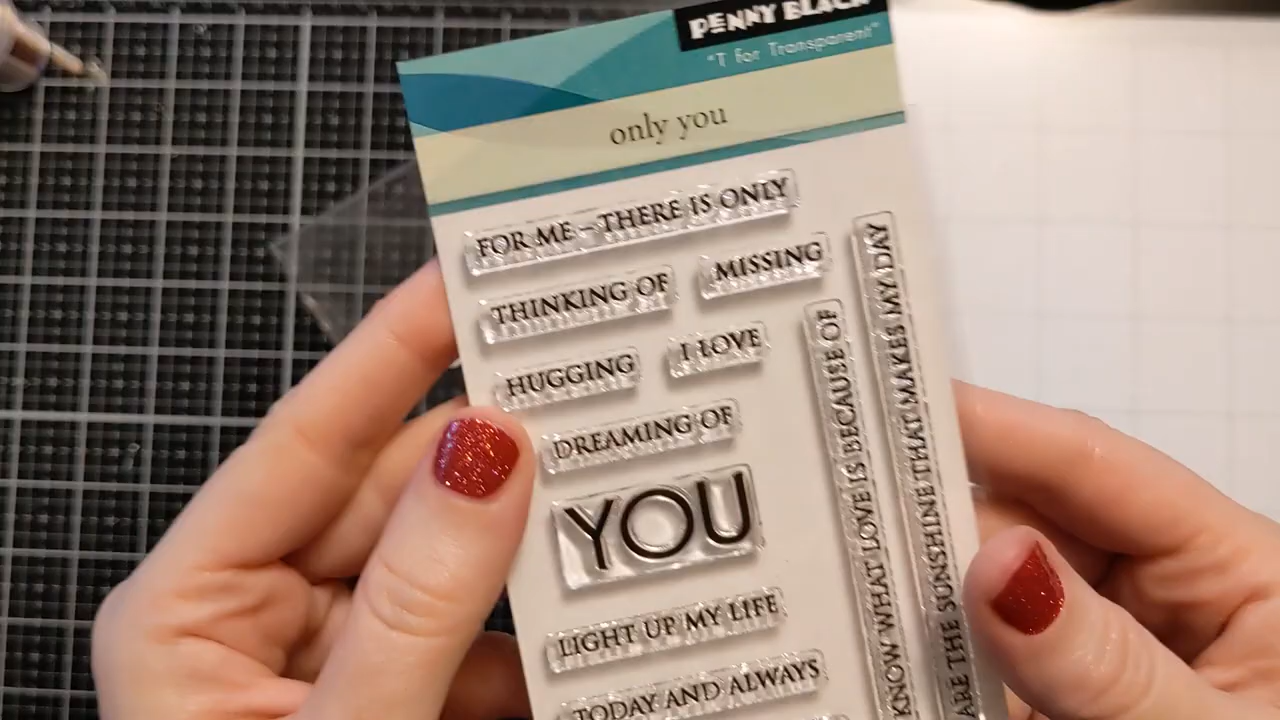 PENNY BLACK
"T for Transparent"
only you
FOR ME – THERE IS ONLY
THINKING OF
MISSING
HUGGING
I LOVE
DREAMING OF
YOU
LIGHT UP MY LIFE
TODAY AND ALWAYS
KNOW WHAT LOVE IS BECAUSE OF
ARE THE SUNSHINE THAT MAKES MY DAY